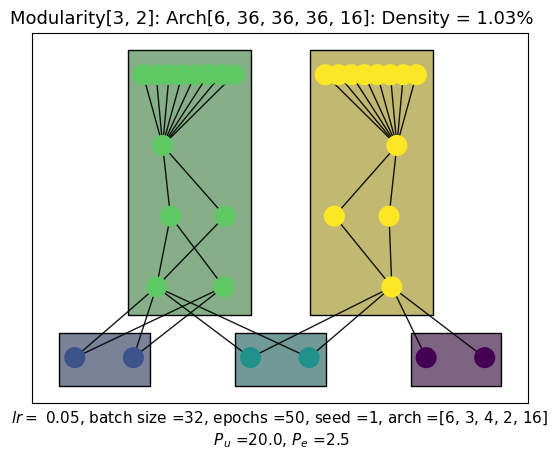 Modularity[3, 2]: Arch[6, 36, 36, 36, 16]: Density = 1.03%
lr = 0.05, batch size =32, epochs =50, seed =1, arch =[6, 3, 4, 2, 16]
P_u =20.0, P_e =2.5